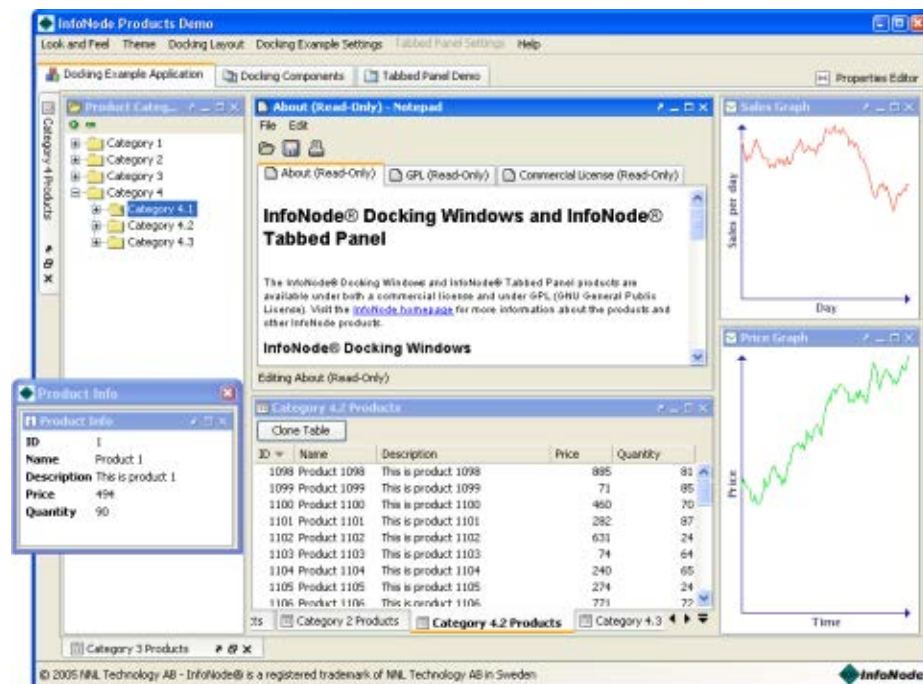 InfoNode Products Demo
Look and Feel Theme Docking Layout Docking Example Settings Tabbed Panel Settings Help
Docking Example Application Docking Components Tabbed Panel Demo Properties Editor
Category 4 Products
Product Categ...
Category 1
Category 2
Category 3
Category 4
Category 4.1
Category 4.2
Category 4.3
About (Read-Only) - Notepad
File Edit
About (Read-Only) GPL (Read-Only) Commercial License (Read-Only)
InfoNode® Docking Windows and InfoNode®
Tabbed Panel
The InfoNode® Docking Windows and InfoNode® Tabbed Panel products are
available under both a commercial license and under GPL (GNU General Public
License). Visit the InfoNode homepage for more information about the products and
other InfoNode products.
InfoNode® Docking Windows
Editing About (Read-Only)
Sales Graph
Sales per day
Day
Price Graph
Price
Time
Product Info
Product Info
ID 1
Name Product 1
Description This is product 1
Price 494
Quantity 90
Category 4.2 Products
Clone Table
ID Name Description Price Quantity
1098 Product 1098 This is product 1098 885 81
1099 Product 1099 This is product 1099 71 85
1100 Product 1100 This is product 1100 460 70
1101 Product 1101 This is product 1101 282 87
1102 Product 1102 This is product 1102 631 24
1103 Product 1103 This is product 1103 74 64
1104 Product 1104 This is product 1104 240 65
1105 Product 1105 This is product 1105 274 24
1106 Product 1106 This is product 1106 771 72
ts Category 2 Products Category 4.2 Products Category 4.3
Category 3 Products
© 2005 NNL Technology AB - InfoNode® is a registered trademark of NNL Technology AB in Sweden
InfoNode